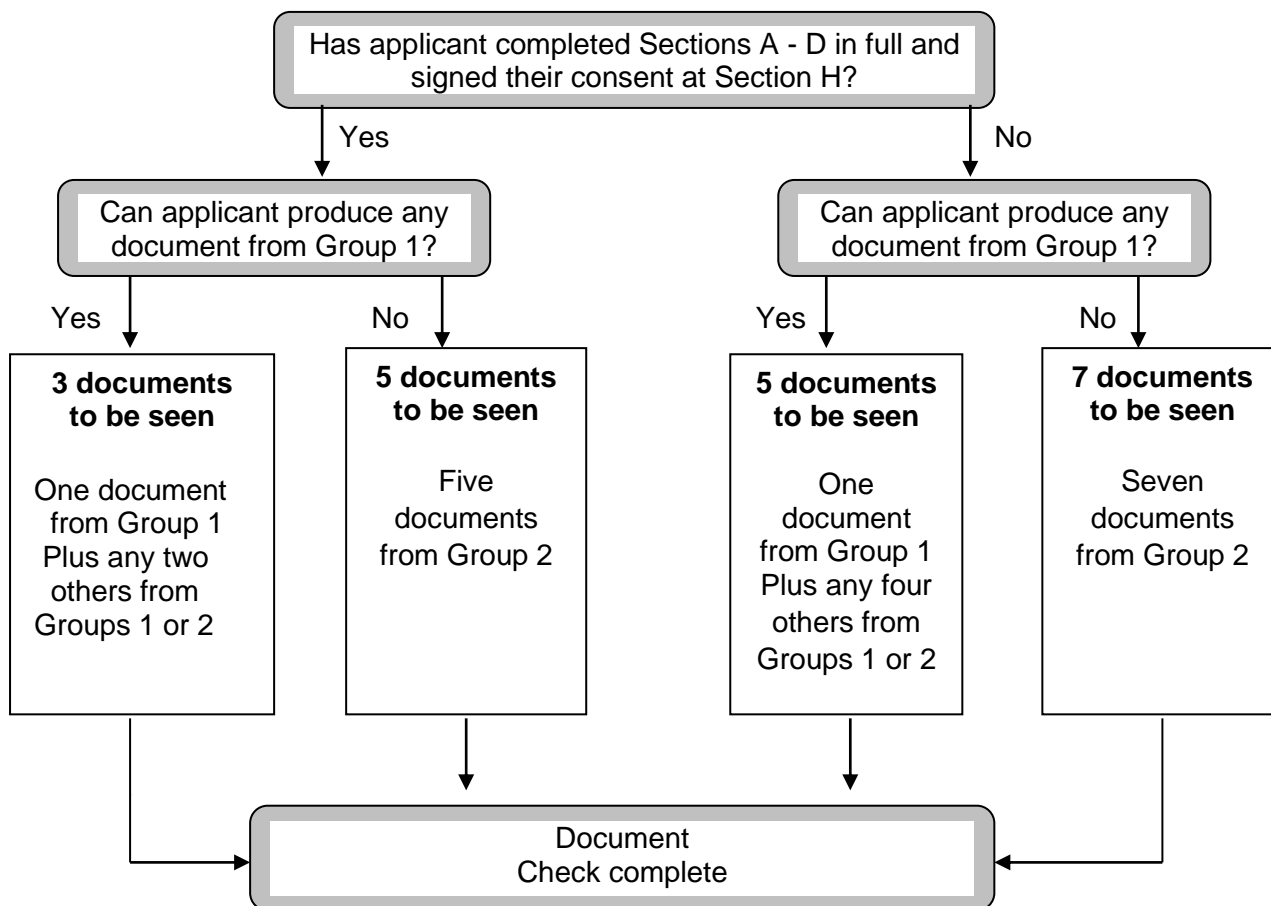 Has applicant completed Sections A - D in full and
signed their consent at Section H?
Yes
No
Can applicant produce any
document from Group 1?
Can applicant produce any
document from Group 1?
Yes
No
Yes
No
3 documents
to be seen
One document
from Group 1
Plus any two
others from
Groups 1 or 2
5 documents
to be seen
Five
documents
from Group 2
5 documents
to be seen
One
document
from Group 1
Plus any four
others from
Groups 1 or 2
7 documents
to be seen
Seven
documents
from Group 2
Document
Check complete